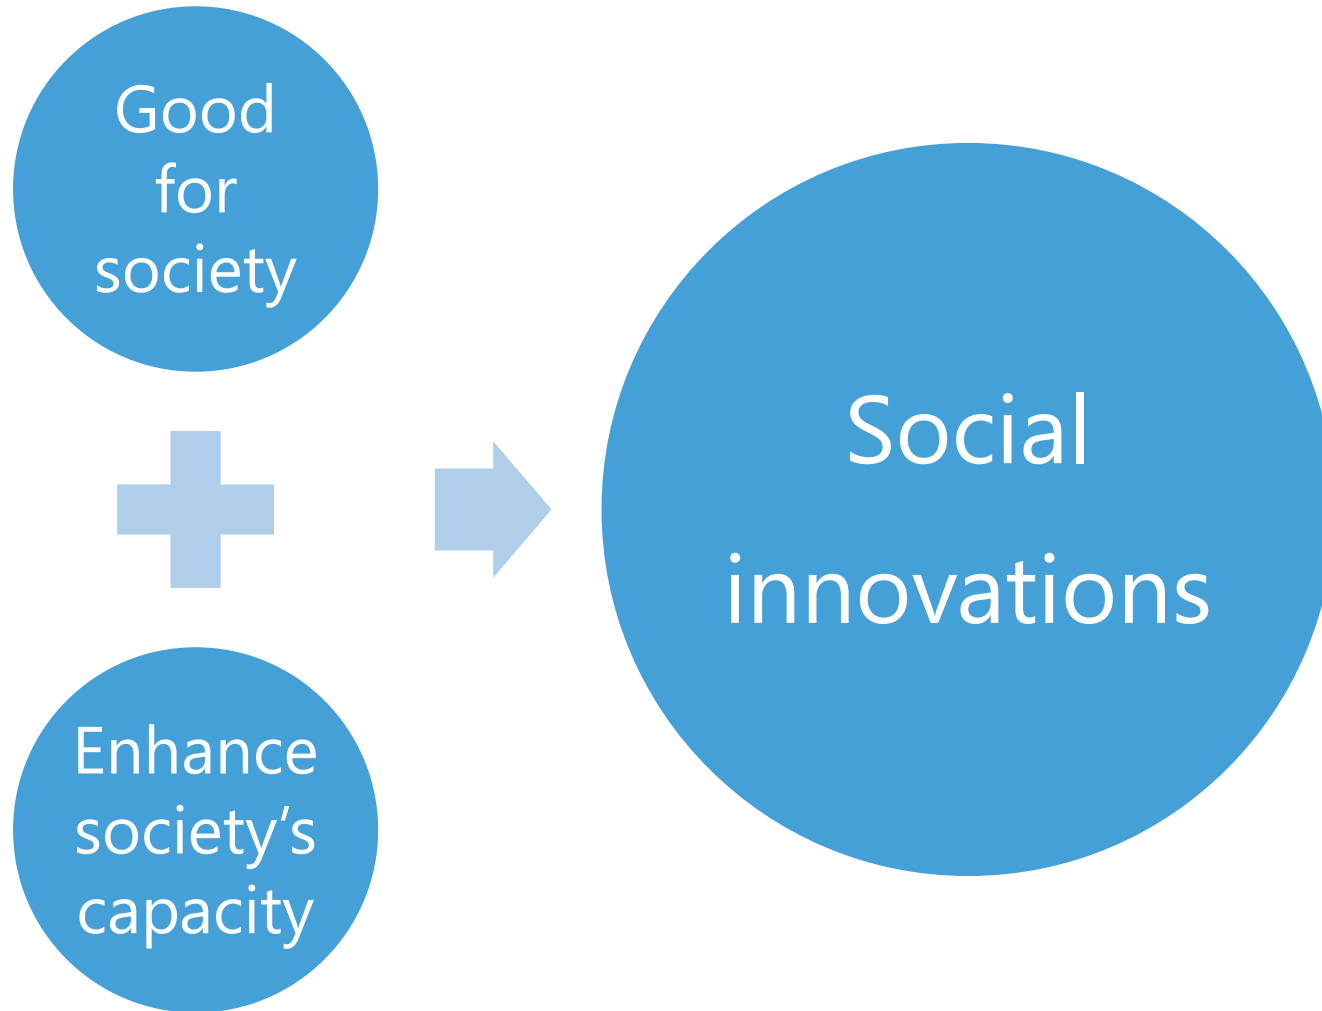 Good
for
society
Enhance
society’s
capacity
Social
innovations